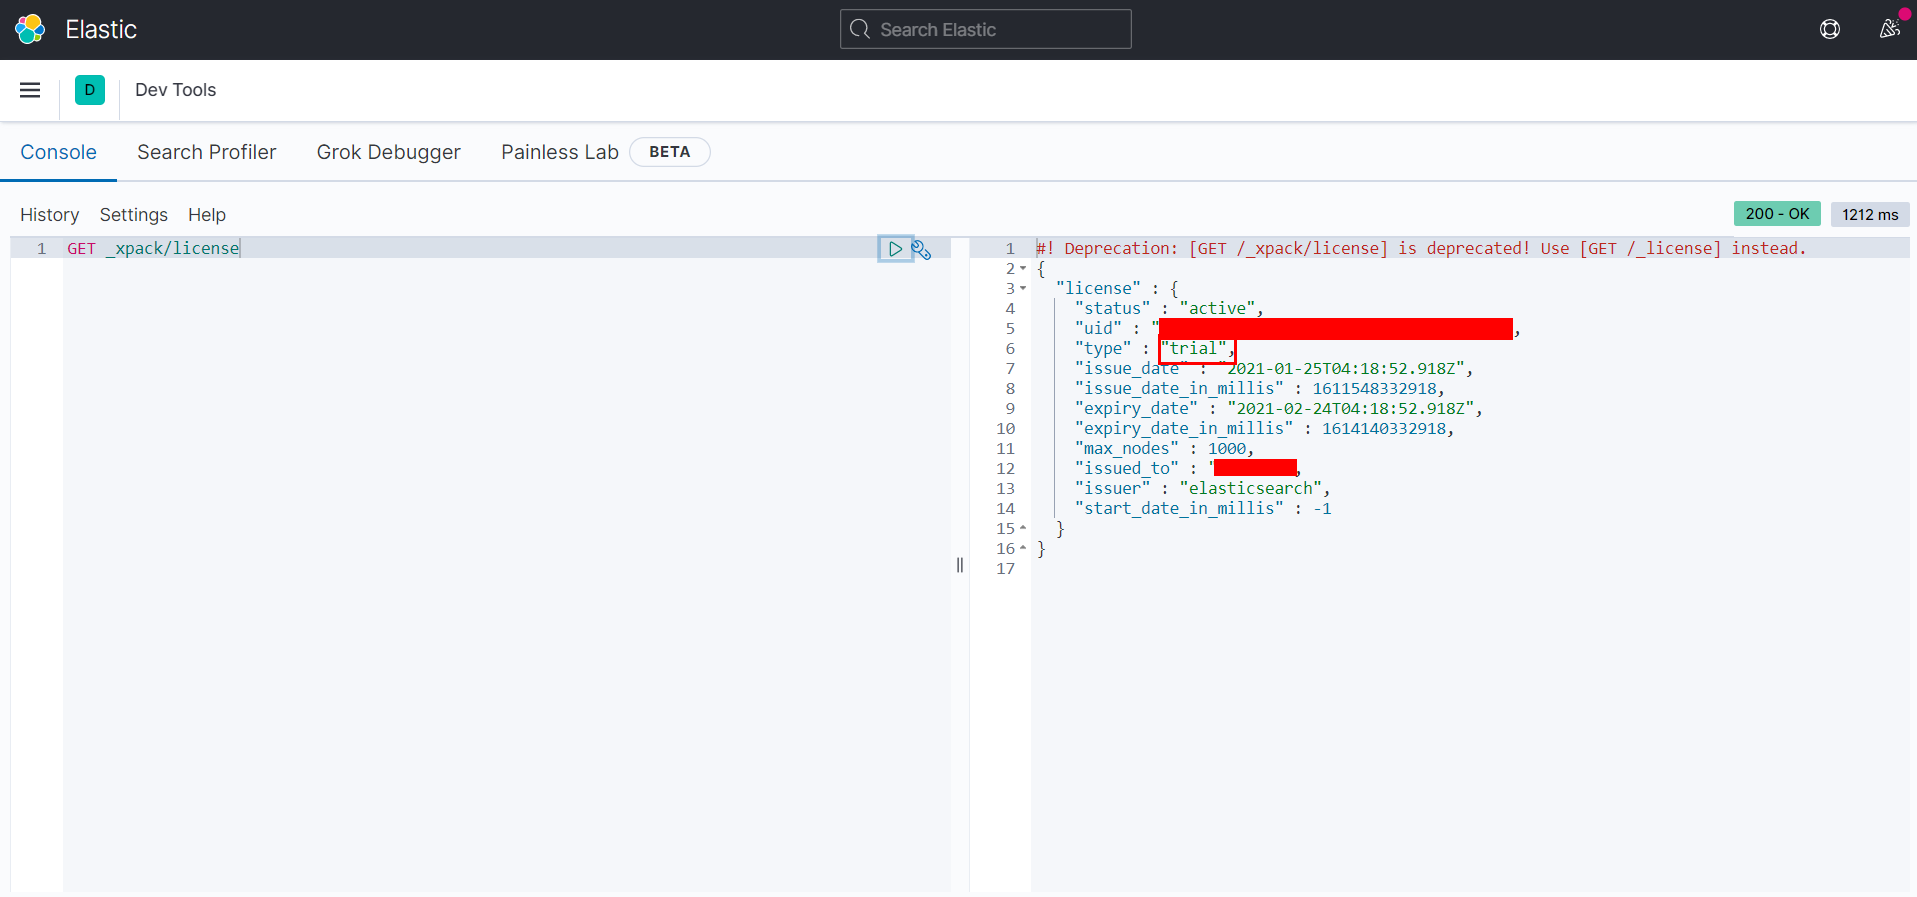 Elastic
Search Elastic
D
Dev Tools
Console Search Profiler Grok Debugger Painless Lab BETA
History Settings Help
200 - OK 1212 ms
1 GET _xpack/license
1 #! Deprecation: [GET /_xpack/license] is deprecated! Use [GET /_license] instead.
2 {
3 "license" : {
4 "status" : "active",
5 "uid" : " ,
6 "type" : "trial",
7 "issue_date" : "2021-01-25T04:18:52.918Z",
8 "issue_date_in_millis" : 1611548332918,
9 "expiry_date" : "2021-02-24T04:18:52.918Z",
10 "expiry_date_in_millis" : 1614140332918,
11 "max_nodes" : 1000,
12 "issued_to" : " ,
13 "issuer" : "elasticsearch",
14 "start_date_in_millis" : -1
15 }
16 }
17